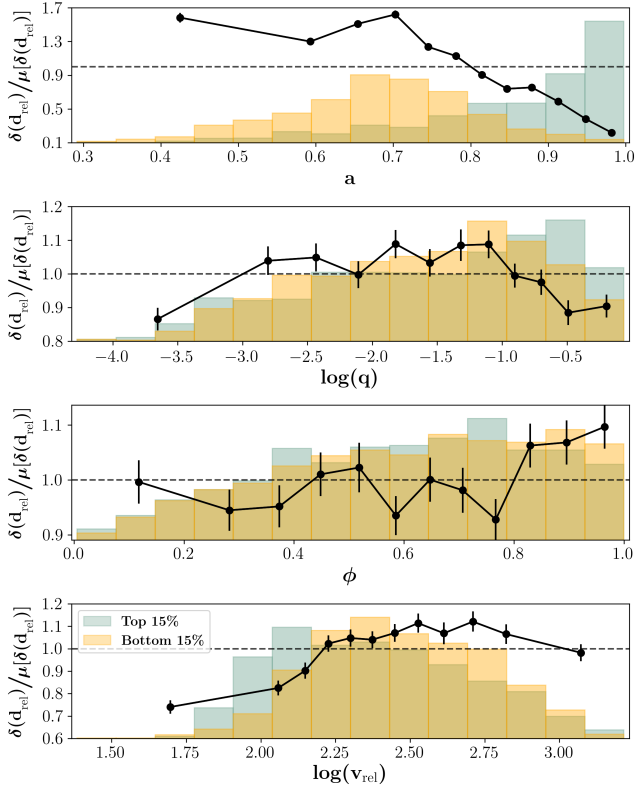 δ(d_rel)/μ[δ(d_rel)]
1.7
1.3
0.9
0.5
0.1
0.3 0.4 0.5 0.6 0.7 0.8 0.9 1.0
a
δ(d_rel)/μ[δ(d_rel)]
1.2
1.1
1.0
0.9
0.8
−4.0 −3.5 −3.0 −2.5 −2.0 −1.5 −1.0 −0.5
log(q)
δ(d_rel)/μ[δ(d_rel)]
1.1
1.0
0.9
0.0 0.2 0.4 0.6 0.8 1.0
ϕ
δ(d_rel)/μ[δ(d_rel)]
1.2
1.1
1.0
0.9
0.8
0.7
0.6
Top 15%
Bottom 15%
1.50 1.75 2.00 2.25 2.50 2.75 3.00
log(v_rel)